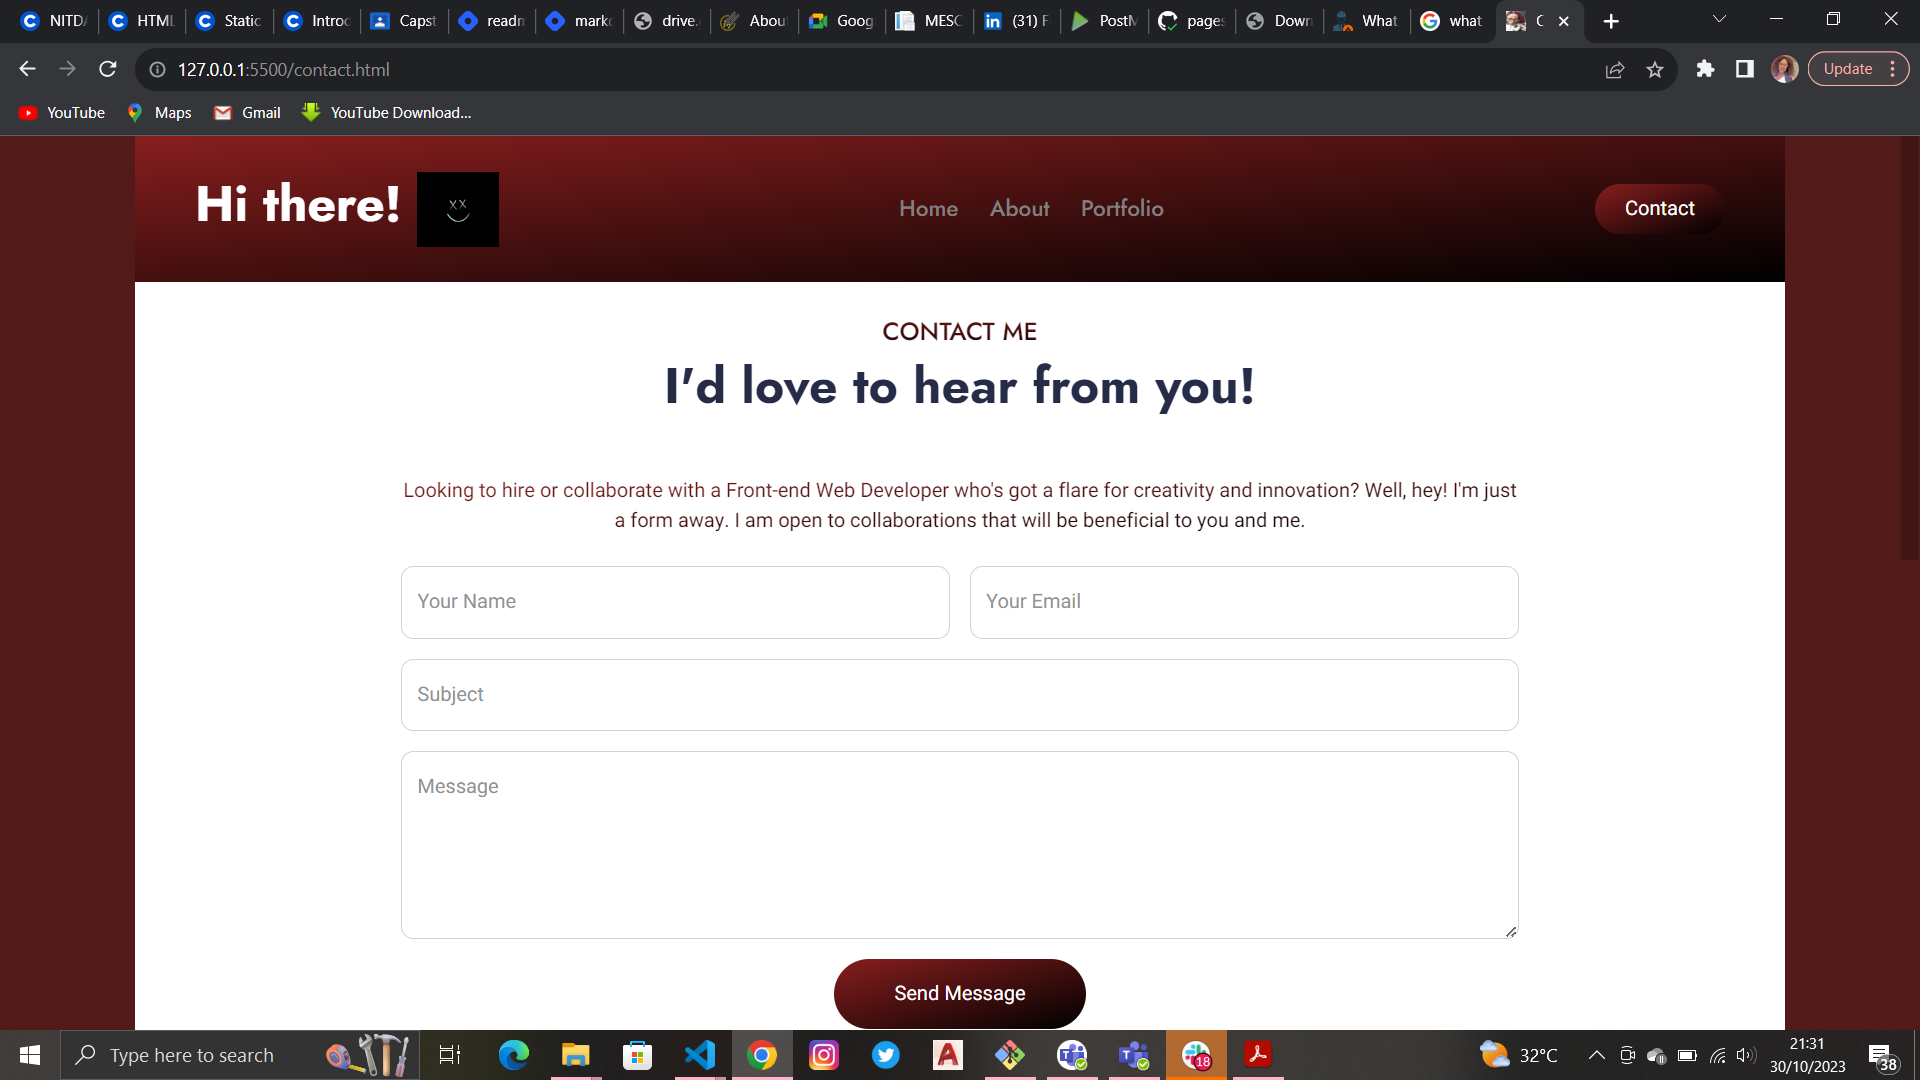 NITDA
HTML
Static
Introc
Capst
readn
marko
drive.
Abou
Goog
MESC
(31) F
PostM
pages
Down
What
what
C
127.0.0.1:5500/contact.html
Update
YouTube
Maps
Gmail
YouTube Download...
Hi there!
Home
About
Portfolio
Contact
CONTACT ME
I'd love to hear from you!
Looking to hire or collaborate with a Front-end Web Developer who's got a flare for creativity and innovation? Well, hey! I'm just
a form away. I am open to collaborations that will be beneficial to you and me.
Your Name
Your Email
Subject
Message
Send Message
Type here to search
18
32°C
21:31
30/10/2023
38